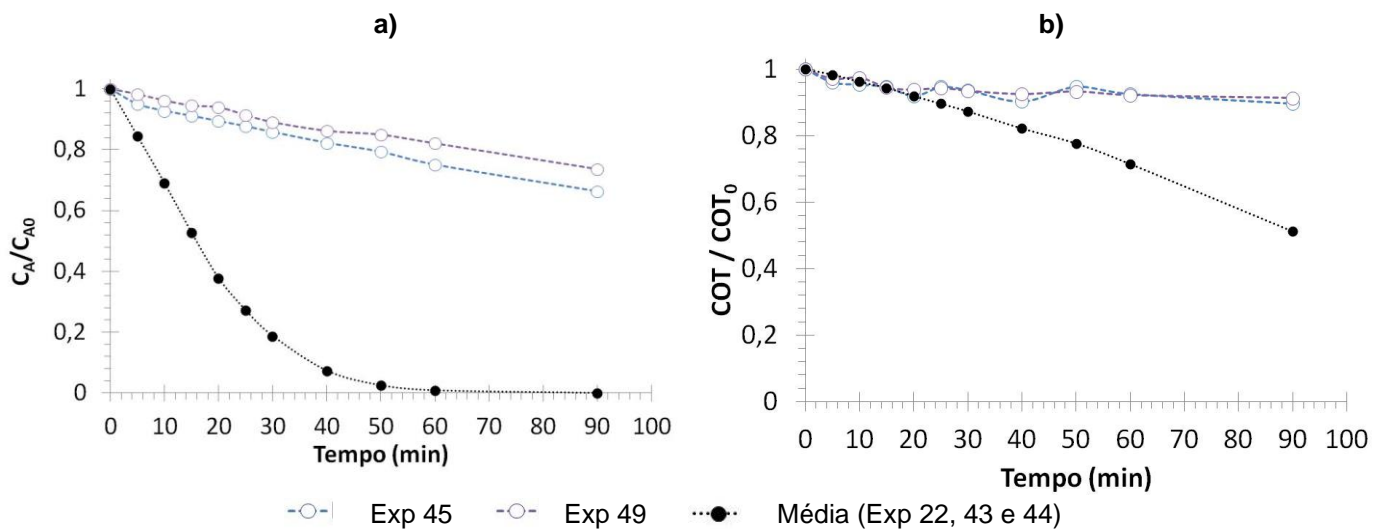 a)
1
0,8
0,6
0,4
0,2
0
C_A/C_A0
0 10 20 30 40 50 60 70 80 90 100
Tempo (min)
b)
1
0,8
0,6
0,4
0,2
0
COT / COT_0
0 10 20 30 40 50 60 70 80 90 100
Tempo (min)
Exp 45 Exp 49 Média (Exp 22, 43 e 44)